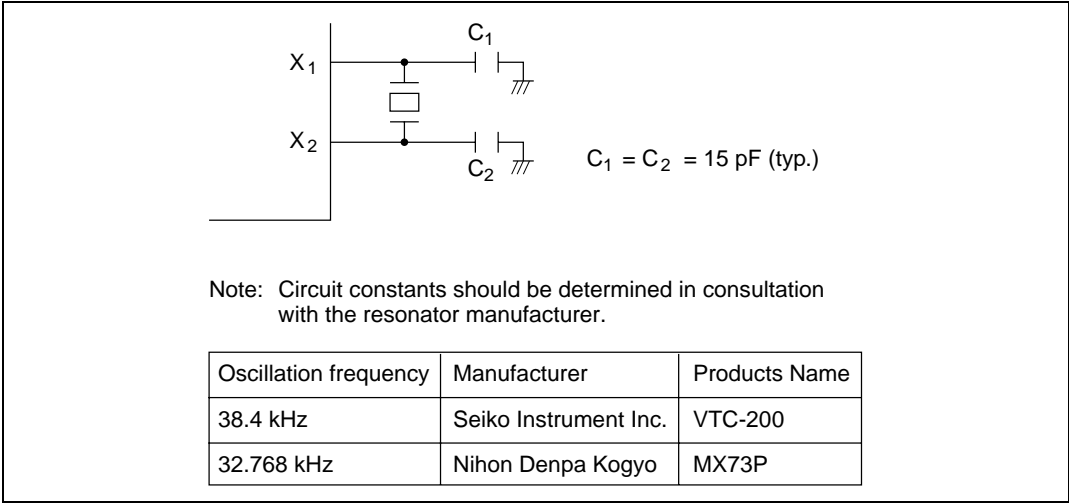 C1
X1
X2
C2
C1 = C2 = 15 pF (typ.)
Note: Circuit constants should be determined in consultation
with the resonator manufacturer.
Oscillation frequency Manufacturer Products Name
38.4 kHz Seiko Instrument Inc. VTC-200
32.768 kHz Nihon Denpa Kogyo MX73P